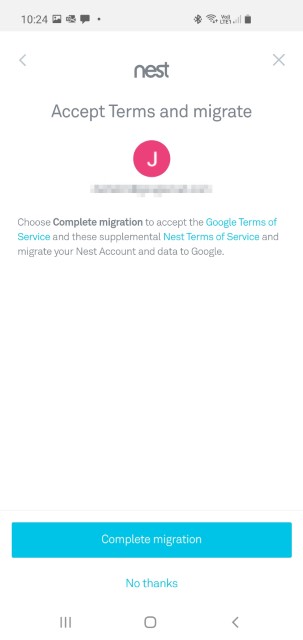 10:24
nest
Accept Terms and migrate
J
Choose Complete migration to accept the Google Terms of
Service and these supplemental Nest Terms of Service and
migrate your Nest Account and data to Google.
Complete migration
No thanks